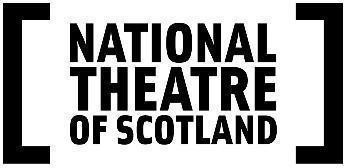 NATIONAL
THEATRE
OF SCOTLAND